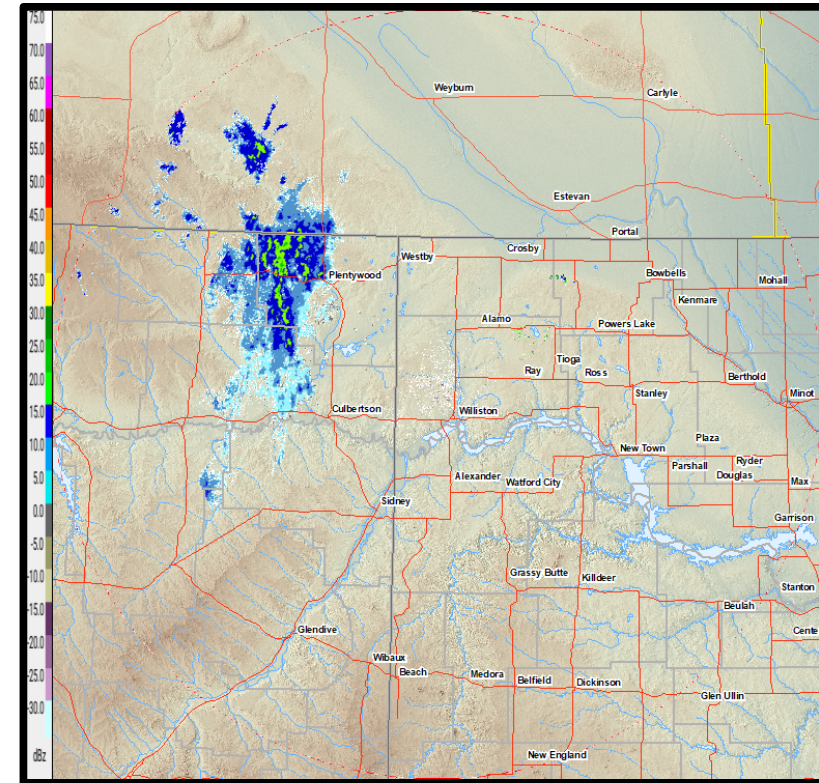 75.0
70.0
65.0
60.0
55.0
50.0
45.0
40.0
35.0
30.0
25.0
20.0
15.0
10.0
5.0
0.0
-5.0
-10.0
-15.0
-20.0
-25.0
-30.0
dBz
Weyburn
Carlyle
Estevan
Portal
Crosby
Westby
Plentywood
Bowbells
Mohall
Kenmare
Alamo
Powers Lake
Tioga
Ray
Ross
Berthold
Stanley
Minot
Culbertson
Williston
New Town
Plaza
Parshall
Ryder
Douglas
Max
Alexander
Watford City
Sidney
Garrison
Grassy Butte
Killdeer
Stanton
Beulah
Glendive
Cente
Wibaux
Beach
Medora
Belfield
Dickinson
Glen Ullin
New England